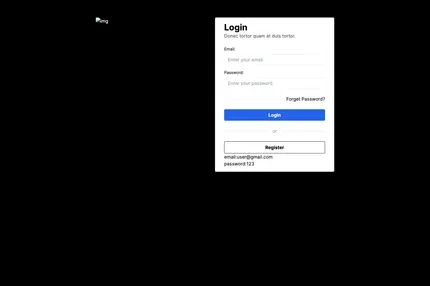 img
Login
Donec tortor quam et duis tortor.
Email:
Enter your email
Password:
Enter your password
Forget Password?
Login
or
Register
email:user@gmail.com
password:123